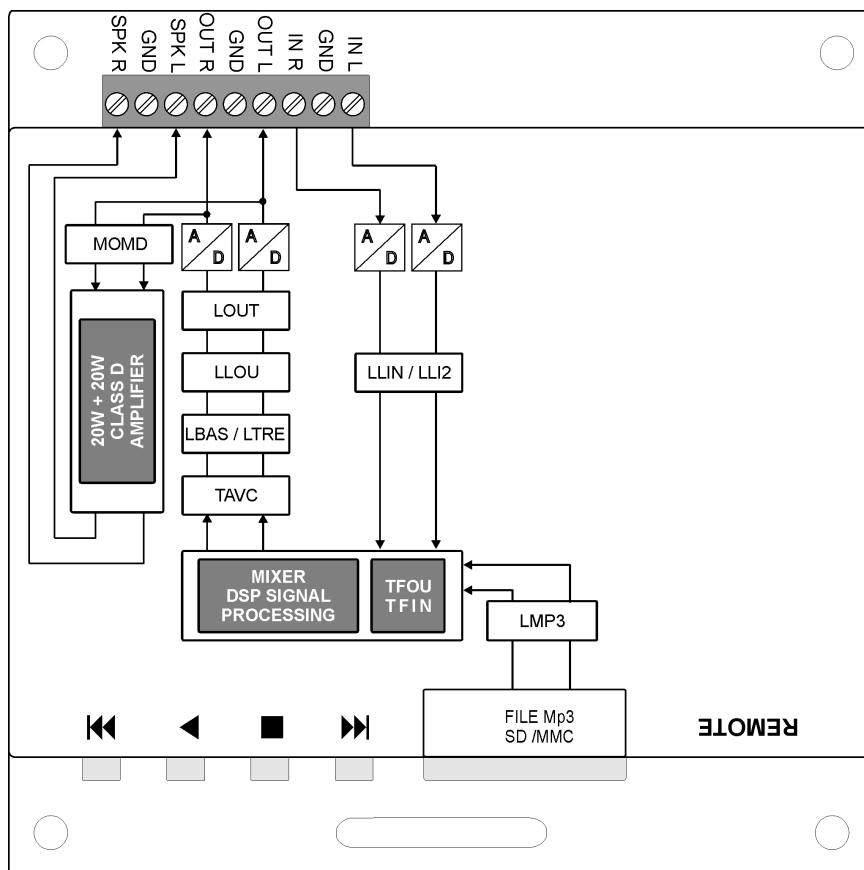 SPK R
GND
SPK L
OUT R
GND
OUT L
IN R
GND
IN L
MOMD
A
D
A
D
A
D
A
D
LOUT
LLOU
LLIN / LLI2
20W + 20W
CLASS D
AMPLIFIER
LBAS / LTRE
TAVC
MIXER
DSP SIGNAL
PROCESSING
TFOU
TFIN
LMP3
FILE Mp3
SD /MMC
REMOTE